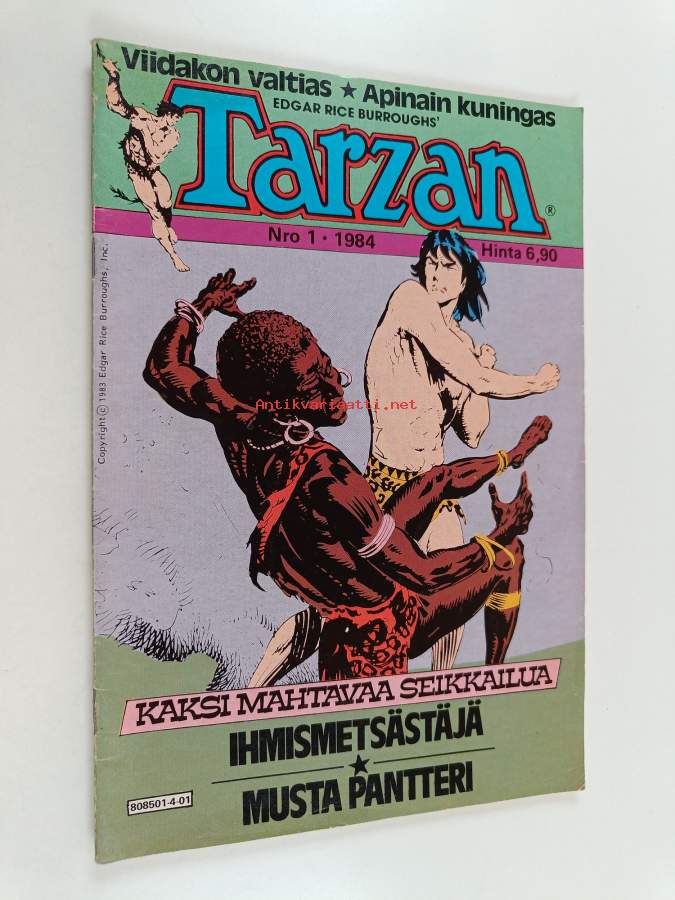 Viidakon valtias ★ Apinain kuningas
EDGAR RICE BURROUGHS'
Tarzan®
Nro 1 · 1984
Hinta 6,90
Copyright © 1983 Edgar Rice Burroughs, Inc.
Antikvariaatti.net
KAKSI MAHTAVAA SEIKKAILUA
IHMISMETSÄSTÄJÄ
★
MUSTA PANTTERI
808501-4-01